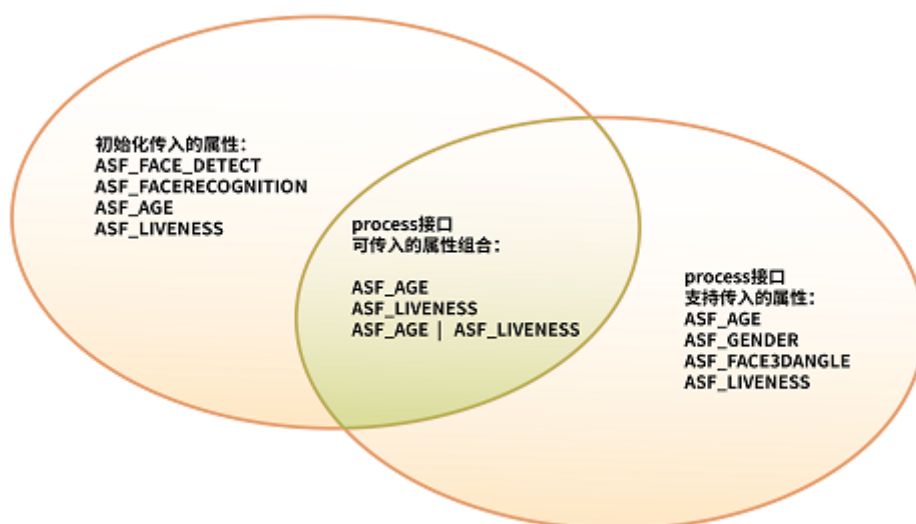 初始化传入的属性：
ASF_FACE_DETECT
ASF_FACERECOGNITION
ASF_AGE
ASF_LIVENESS
process接口
可传入的属性组合：
ASF_AGE
ASF_LIVENESS
ASF_AGE | ASF_LIVENESS
process接口
支持传入的属性：
ASF_AGE
ASF_GENDER
ASF_FACE3DANGLE
ASF_LIVENESS